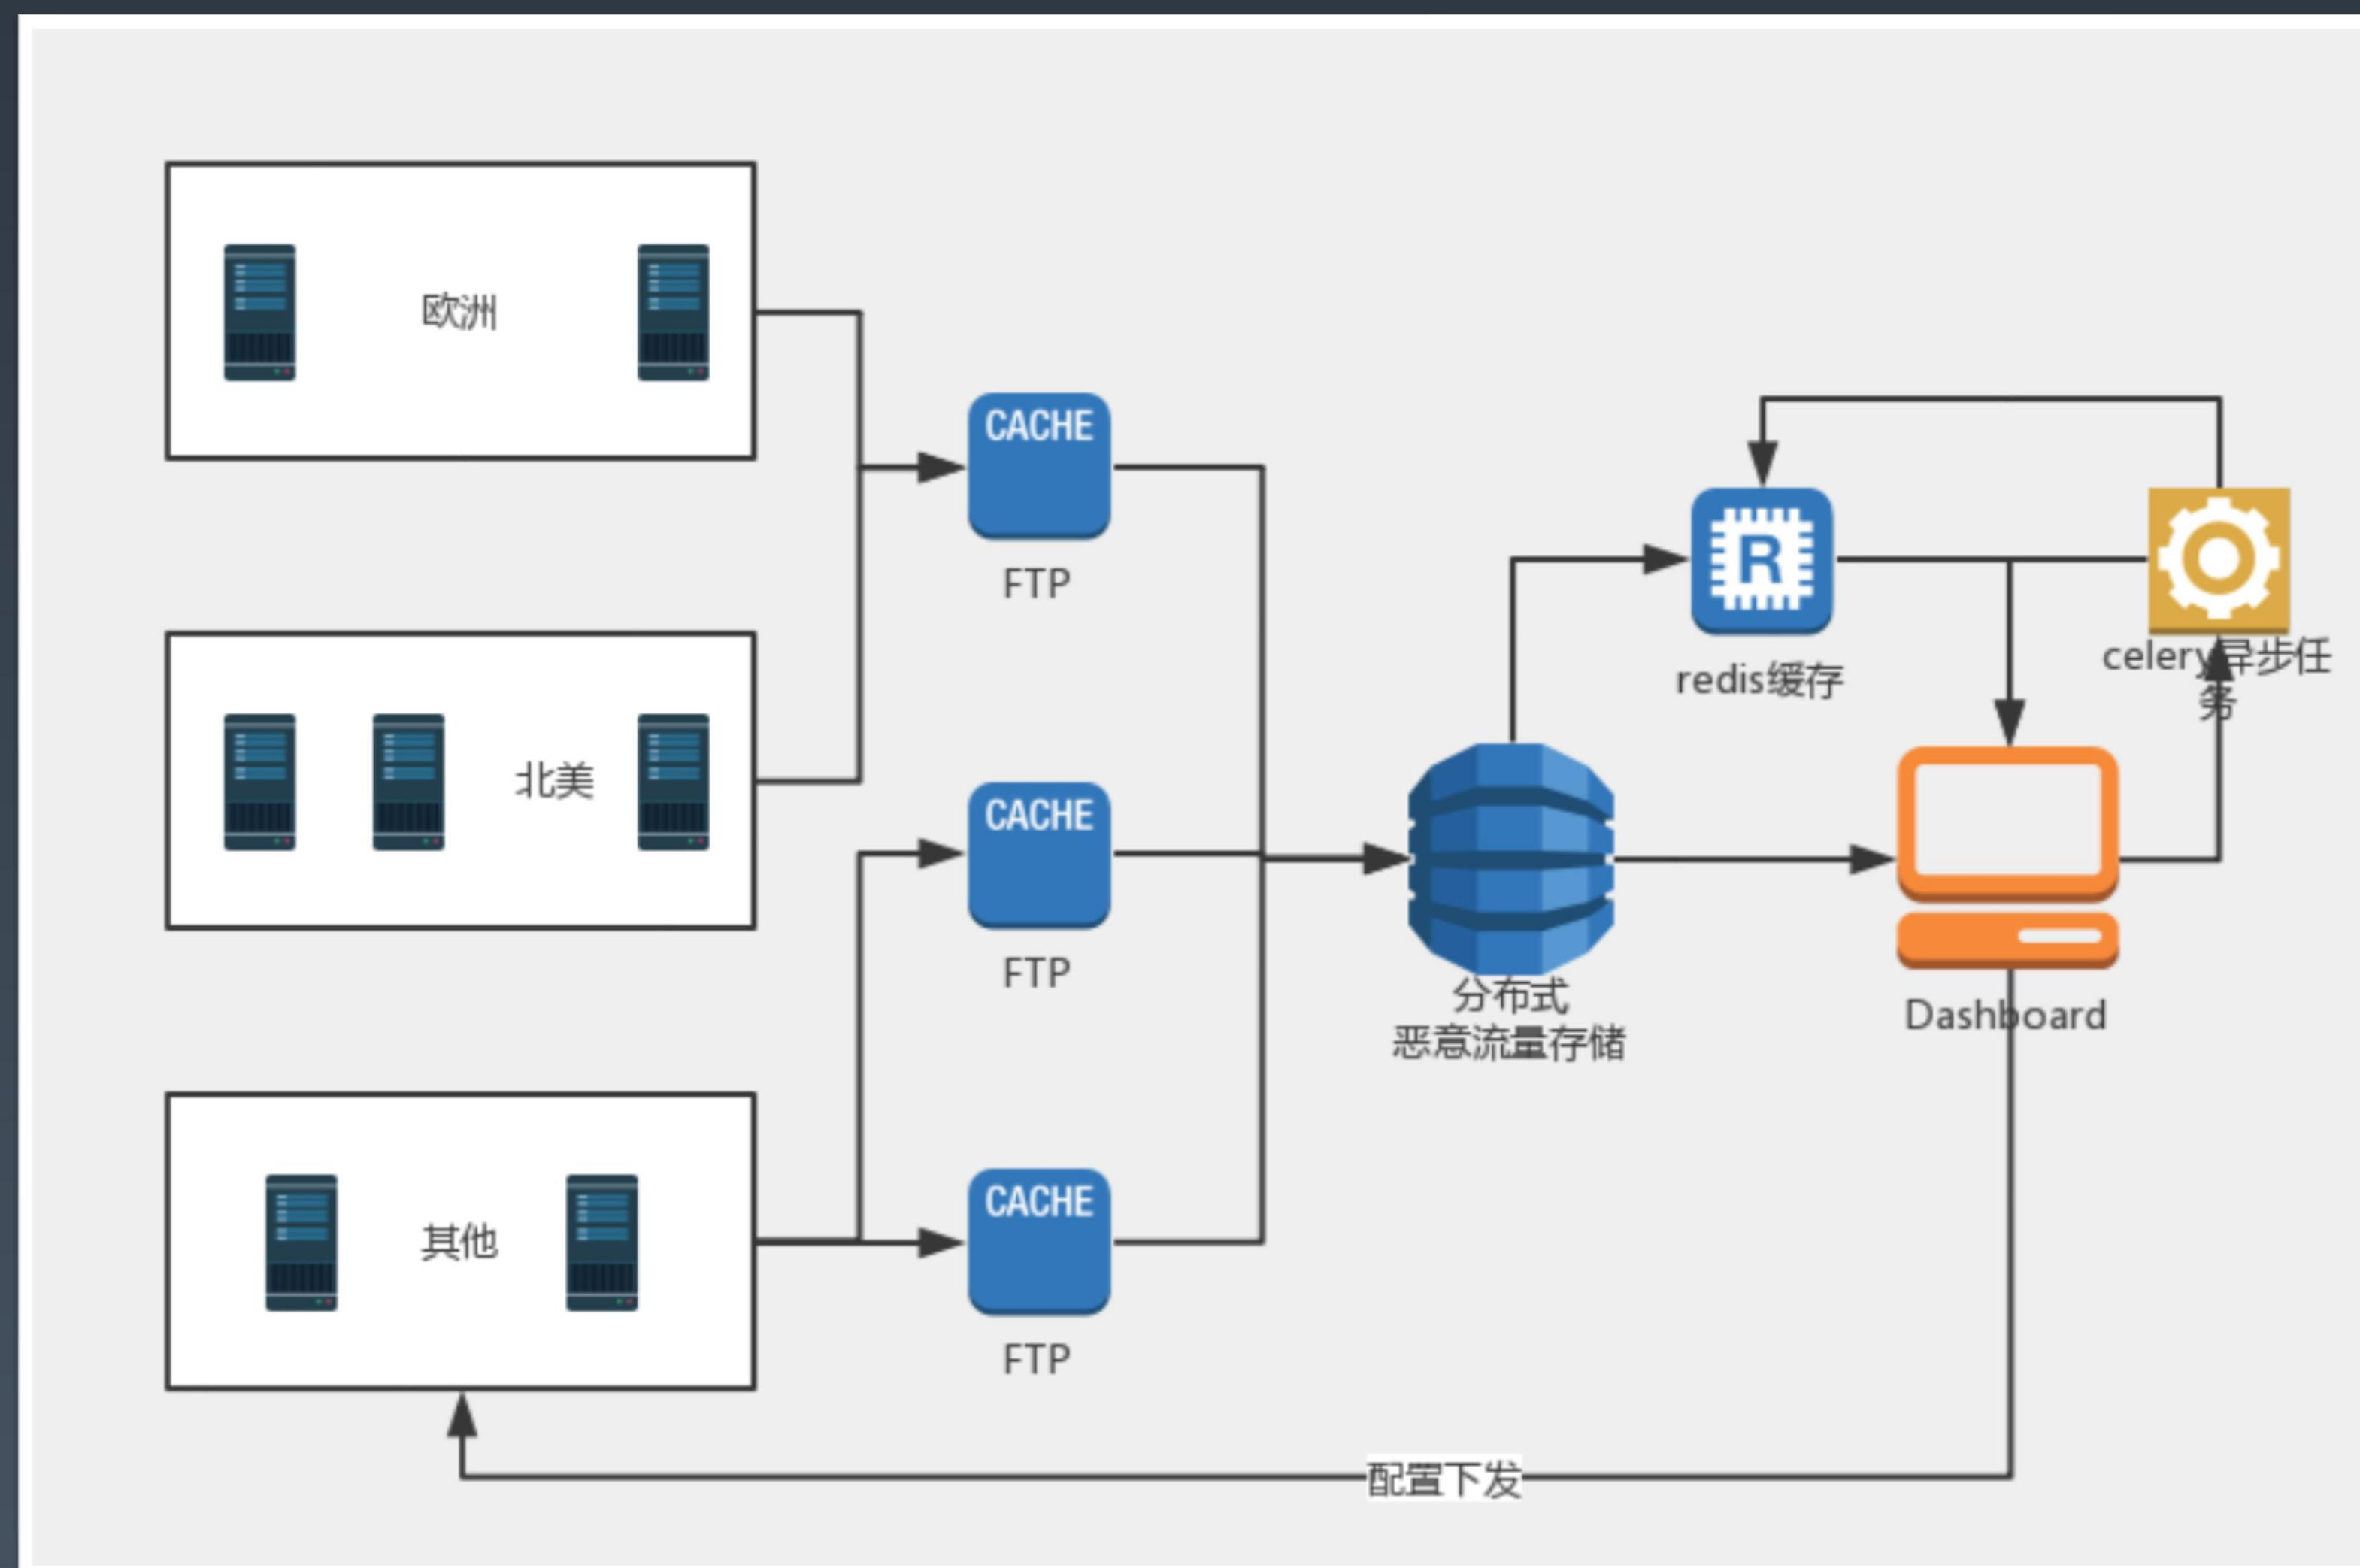 欧洲
CACHE
FTP
北美
CACHE
FTP
其他
CACHE
FTP
R
redis缓存
celery异步任
务
分布式
恶意流量存储
Dashboard
配置下发